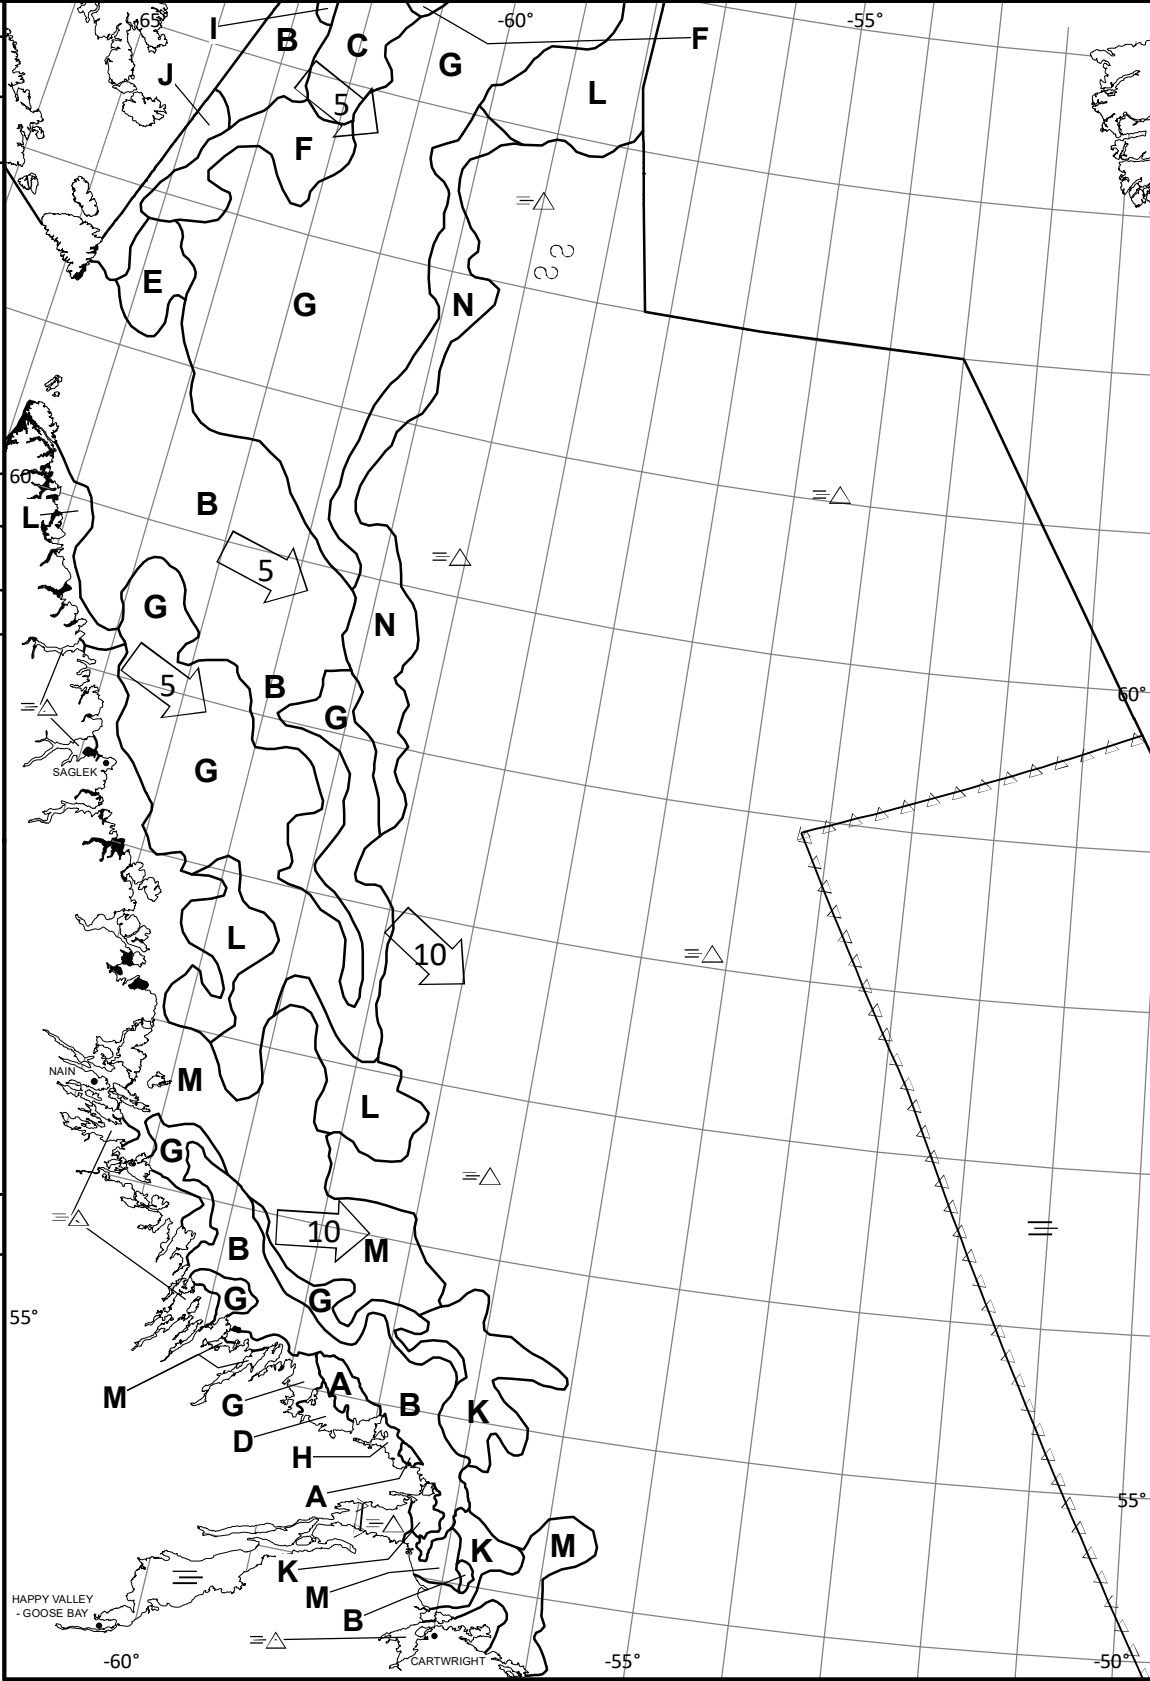 65° -60° -55°
I B C G F
J L
5
F
E
G N
B
60°
L
5
G N
5 B
G
60°
G
SAGLEK
L 10
NAIN
M
L
G
10
B M
G G
55°
M A
G B K
D
H
A
55°
K M
K
M
HAPPY VALLEY
- GOOSE BAY
B
CARTWRIGHT
-60° -55° -50°